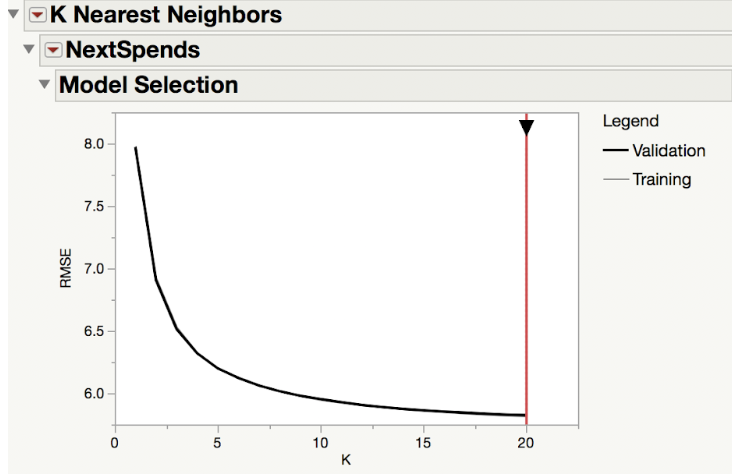 K Nearest Neighbors
NextSpends
Model Selection
Legend
Validation
Training
8.0
7.5
7.0
6.5
6.0
RMSE
0
5
10
15
20
K